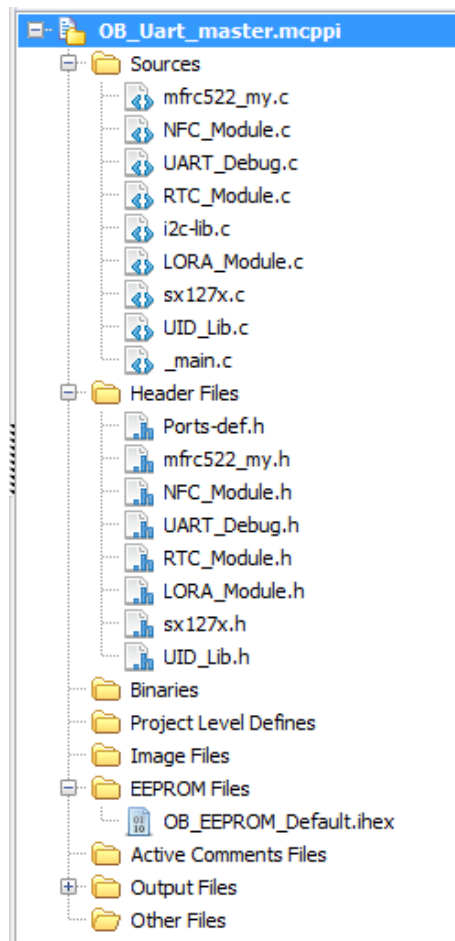 OB_Uart_master.mcppi
Sources
mfrc522_my.c
NFC_Module.c
UART_Debug.c
RTC_Module.c
i2c-lib.c
LORA_Module.c
sx127x.c
UID_Lib.c
_main.c
Header Files
Ports-def.h
mfrc522_my.h
NFC_Module.h
UART_Debug.h
RTC_Module.h
LORA_Module.h
sx127x.h
UID_Lib.h
Binaries
Project Level Defines
Image Files
EEPROM Files
OB_EEPROM_Default.ihex
Active Comments Files
Output Files
Other Files